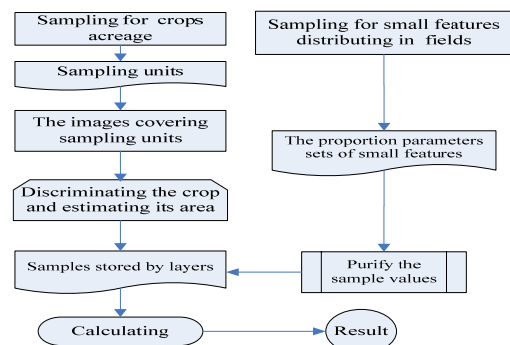 Sampling for crops
acreage
Sampling units
The images covering
sampling units
Discriminating the crop
and estimating its area
Samples stored by layers
Calculating
Sampling for small features
distributing in fields
The proportion parameters
sets of small features
Purify the
sample values
Result